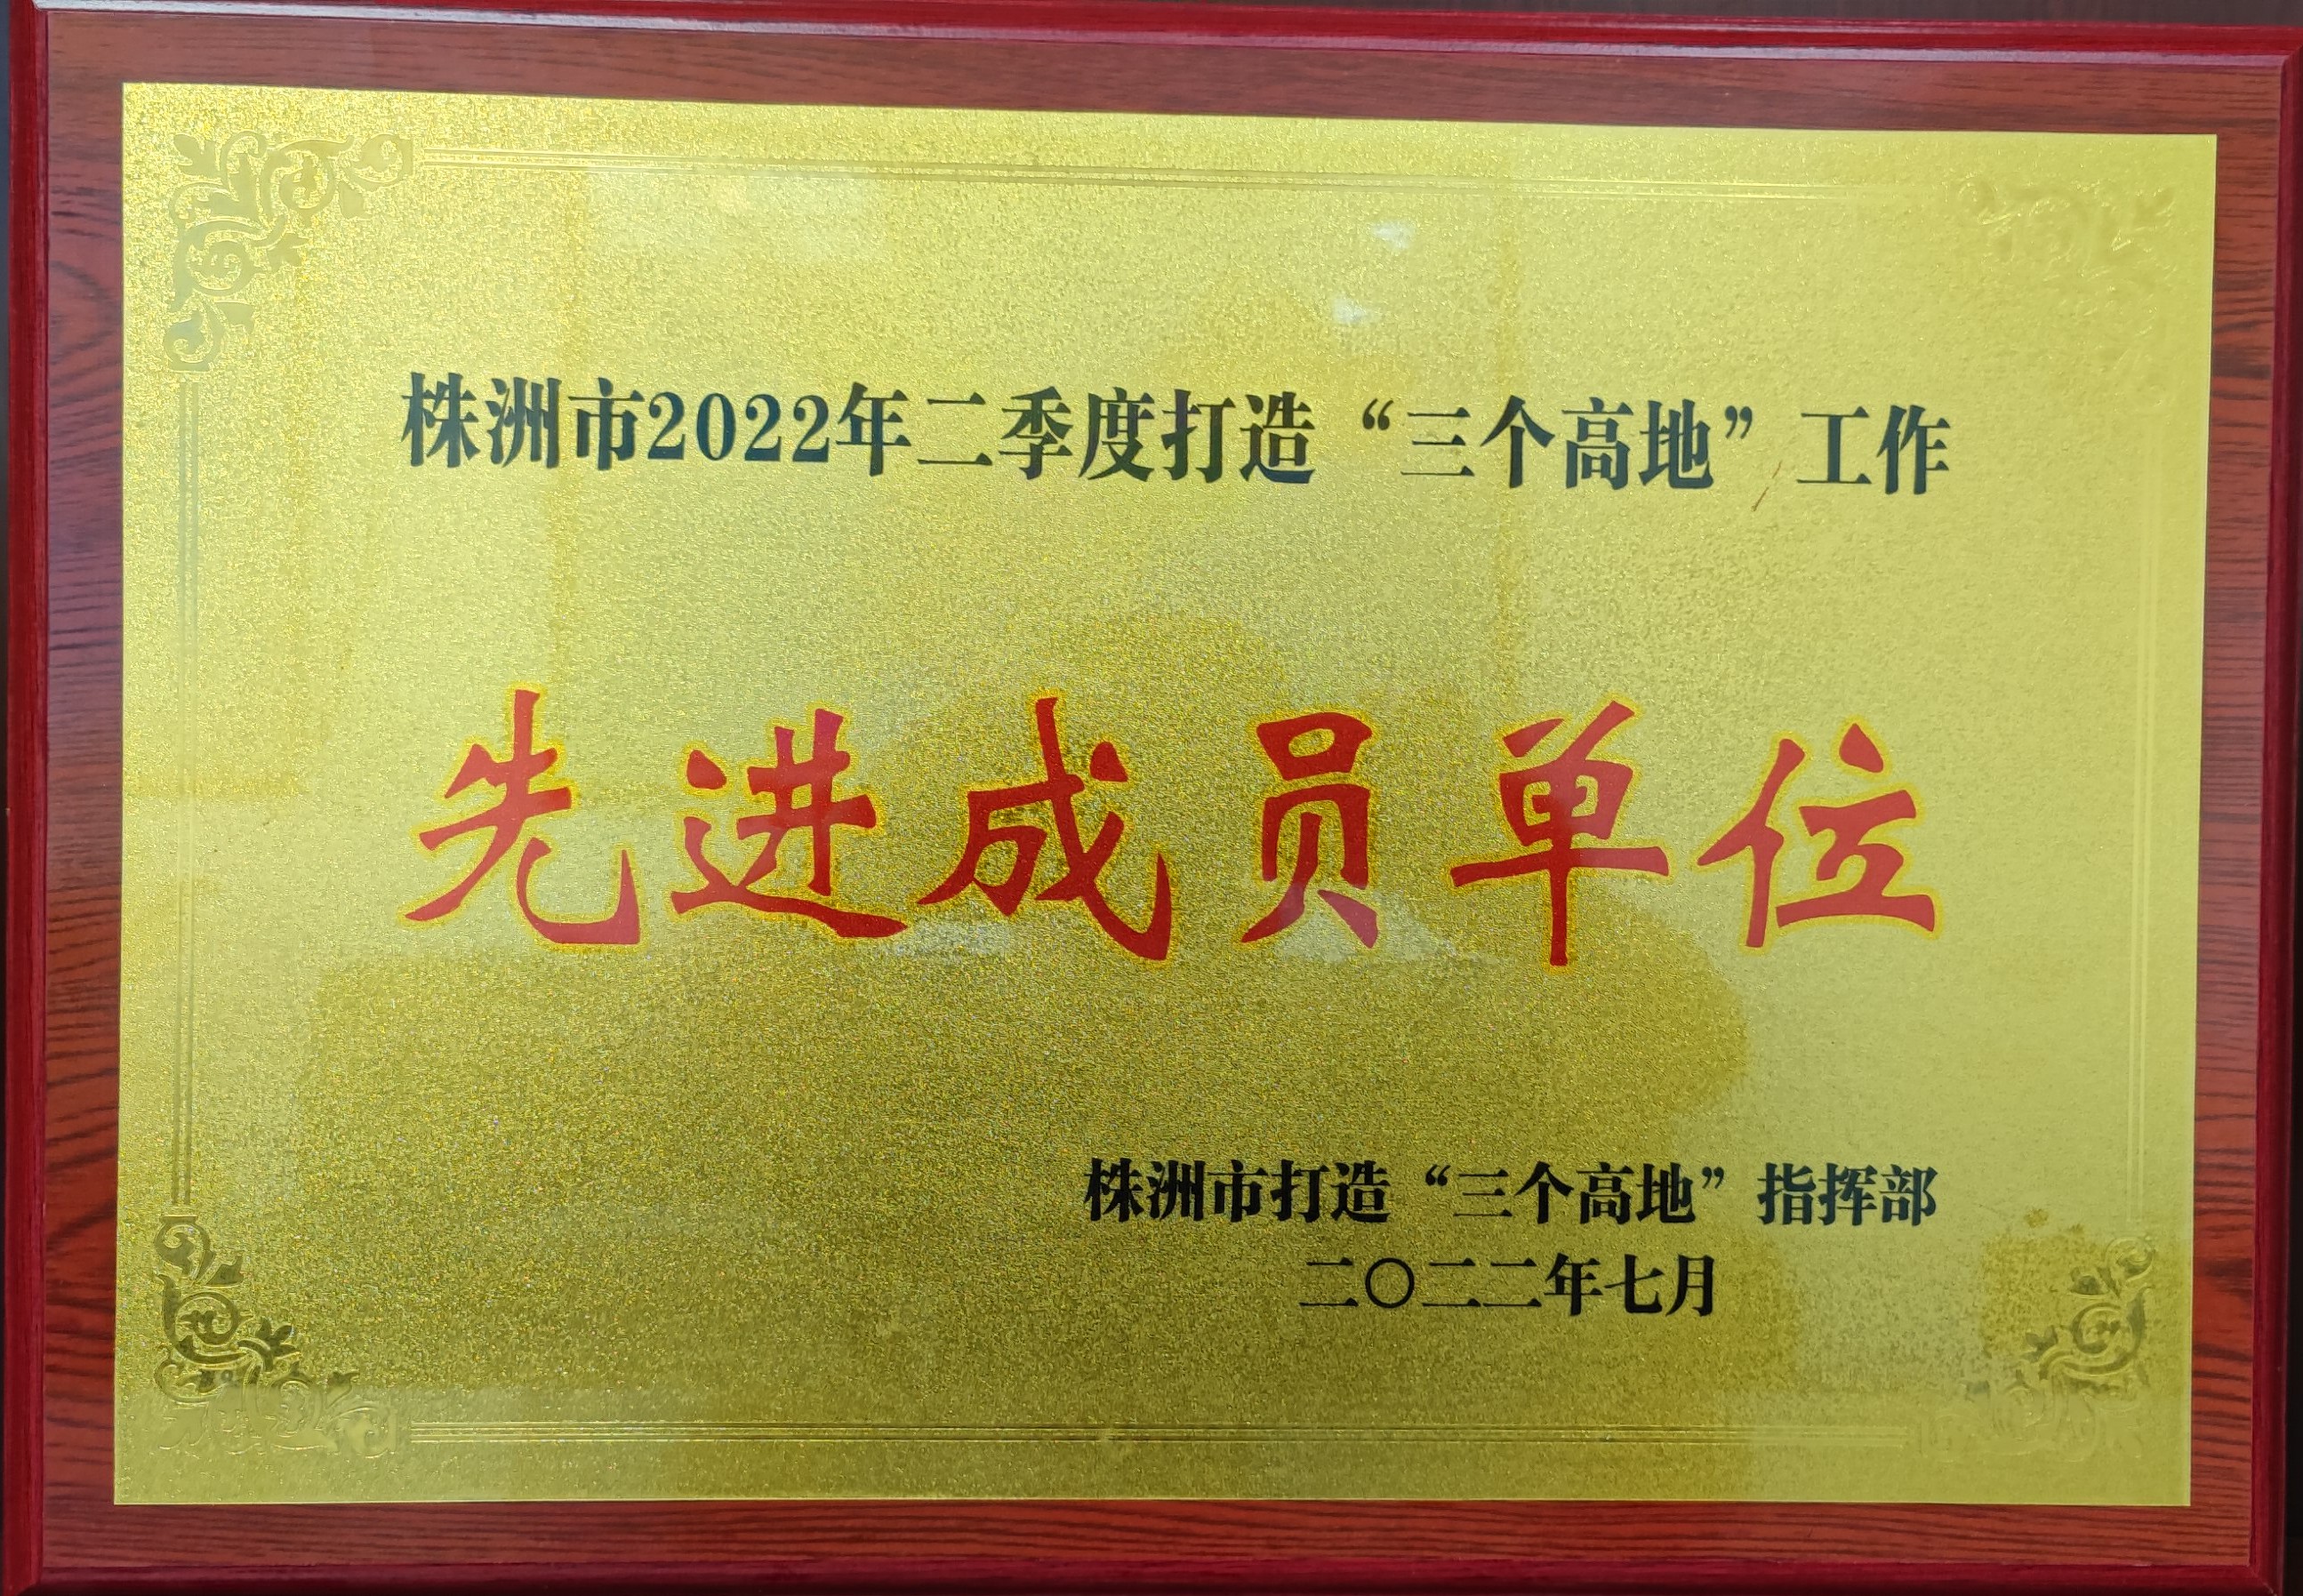 株洲市2022年二季度打造“三个高地”工作
先进成员单位
株洲市打造“三个高地”指挥部
二〇二二年七月